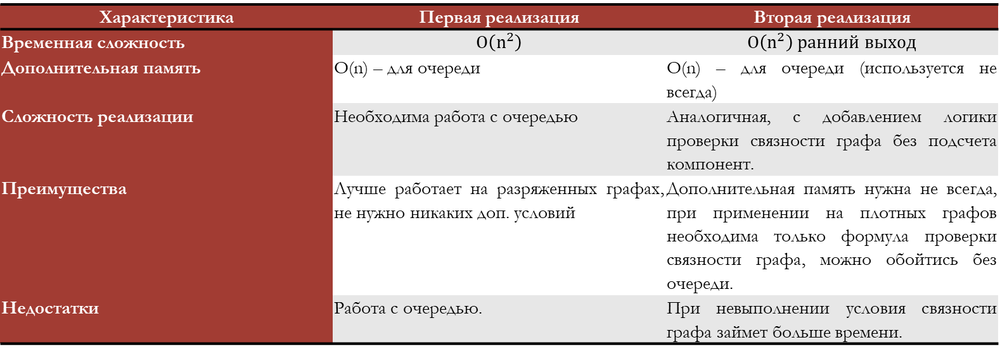 Характеристика Первая реализация Вторая реализация
Временная сложность O(n²) O(n²) ранний выход
Дополнительная память O(n) – для очереди O(n) – для очереди (используется не
всегда)
Сложность реализации Необходима работа с очередью Аналогичная, с добавлением логики
проверки связности графа без подсчета
компонент.
Преимущества Лучше работает на разряженных графах, Дополнительная память нужна не всегда,
не нужно никаких доп. условий при применении на плотных графов
необходима только формула проверки
связности графа, можно обойтись без
очереди.
Недостатки Работа с очередью. При невыполнении условия связности
графа займет больше времени.